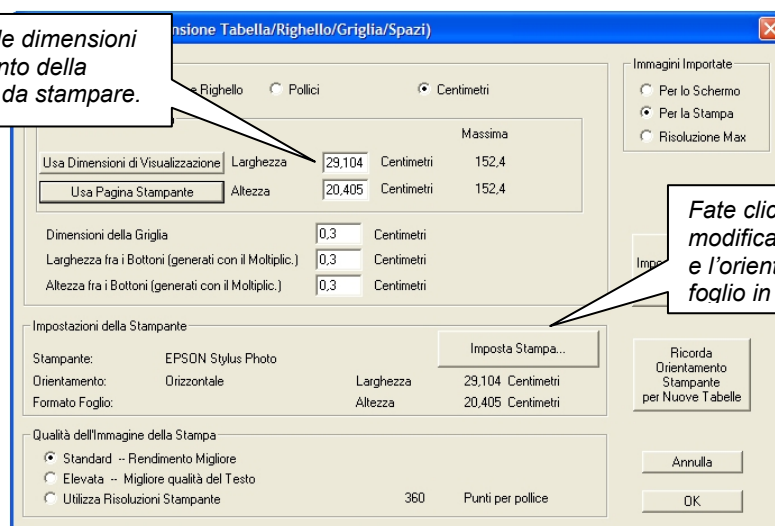 le dimensioni
della
da stampare.
Tabella/Righello/Griglia/Spazi)
Righello Pollici Centimetri
Massima
Usa Dimensioni di Visualizzazione Larghezza 29,104 Centimetri 152,4
Usa Pagina Stampante Altezza 20,405 Centimetri 152,4
Dimensioni della Griglia 0,3 Centimetri
Larghezza fra i Bottoni (generati con il Moltiplic.) 0,3 Centimetri
Altezza fra i Bottoni (generati con il Moltiplic.) 0,3 Centimetri
Immagini Importate
Per lo Schermo
Per la Stampa
Risoluzione Max
Fate
e
foglio in
Impostazioni della Stampante
Imposta Stampa...
Stampante: EPSON Stylus Photo
Orientamento: Orizzontale Larghezza 29,104 Centimetri
Formato Foglio: Altezza 20,405 Centimetri
Ricorda
Orientamento
Stampante
per Nuove Tabelle
Qualità dell'Immagine della Stampa
Standard -- Rendimento Migliore
Elevata -- Migliore qualità del Testo
Utilizza Risoluzioni Stampante 360 Punti per pollice
Annulla
OK